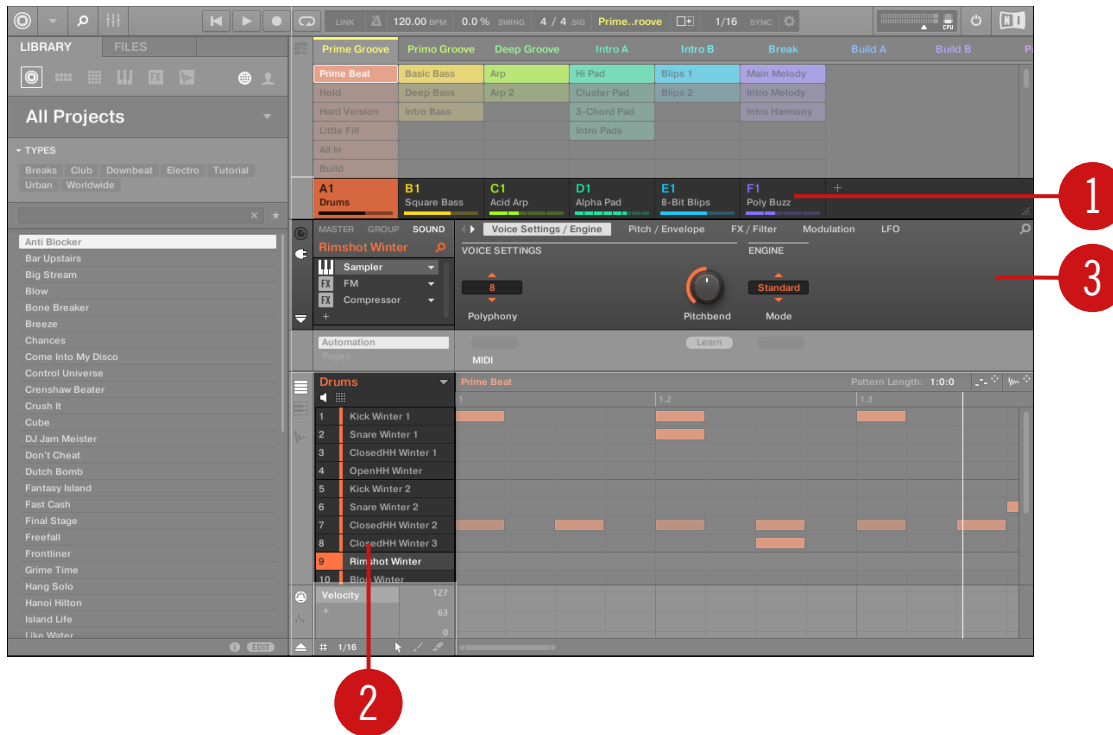 LINK 120.00 BPM 0.0 % SWING 4 / 4 SIG Prime..roove 1/16 SYNC CPU
LIBRARY FILES
FX
All Projects
TYPES
Breaks Club Downbeat Electro Tutorial
Urban Worldwide
Anti Blocker
Bar Upstairs
Big Stream
Blow
Bone Breaker
Breeze
Chances
Come Into My Disco
Control Universe
Crenshaw Beater
Crush It
Cube
DJ Jam Meister
Don't Cheat
Dutch Bomb
Fantasy Island
Fast Cash
Final Stage
Freefall
Frontliner
Grime Time
Hang Solo
Hanoi Hilton
Island Life
Like Water
EDIT
Prime Groove Primo Groove Deep Groove Intro A Intro B Break Build A Build B
Prime Beat Basic Bass Arp Hi Pad Blips 1 Main Melody
Hold Deep Bass Arp 2 Cluster Pad Blips 2 Intro Melody
Hard Version Intro Bass 3-Chord Pad Intro Harmony
Little Fill Intro Pads
All In
Build
A1 B1 C1 D1 E1 F1 +
Drums Square Bass Acid Arp Alpha Pad 8-Bit Blips Poly Buzz
1
MASTER GROUP SOUND Voice Settings / Engine Pitch / Envelope FX / Filter Modulation LFO
Rimshot Winter VOICE SETTINGS ENGINE
Sampler
FX FM 8 Standard
FX Compressor
+ Polyphony Pitchbend Mode
3
Automation Learn
Pages MIDI
Drums Prime Beat Pattern Length: 1:0:0
1 1.2 1.3
1 Kick Winter 1
2 Snare Winter 1
3 ClosedHH Winter 1
4 OpenHH Winter
5 Kick Winter 2
6 Snare Winter 2
7 ClosedHH Winter 2
8 ClosedHH Winter 3
9 Rimshot Winter
10 Blop Winter
Velocity 127
+ 63
0
1/16
2